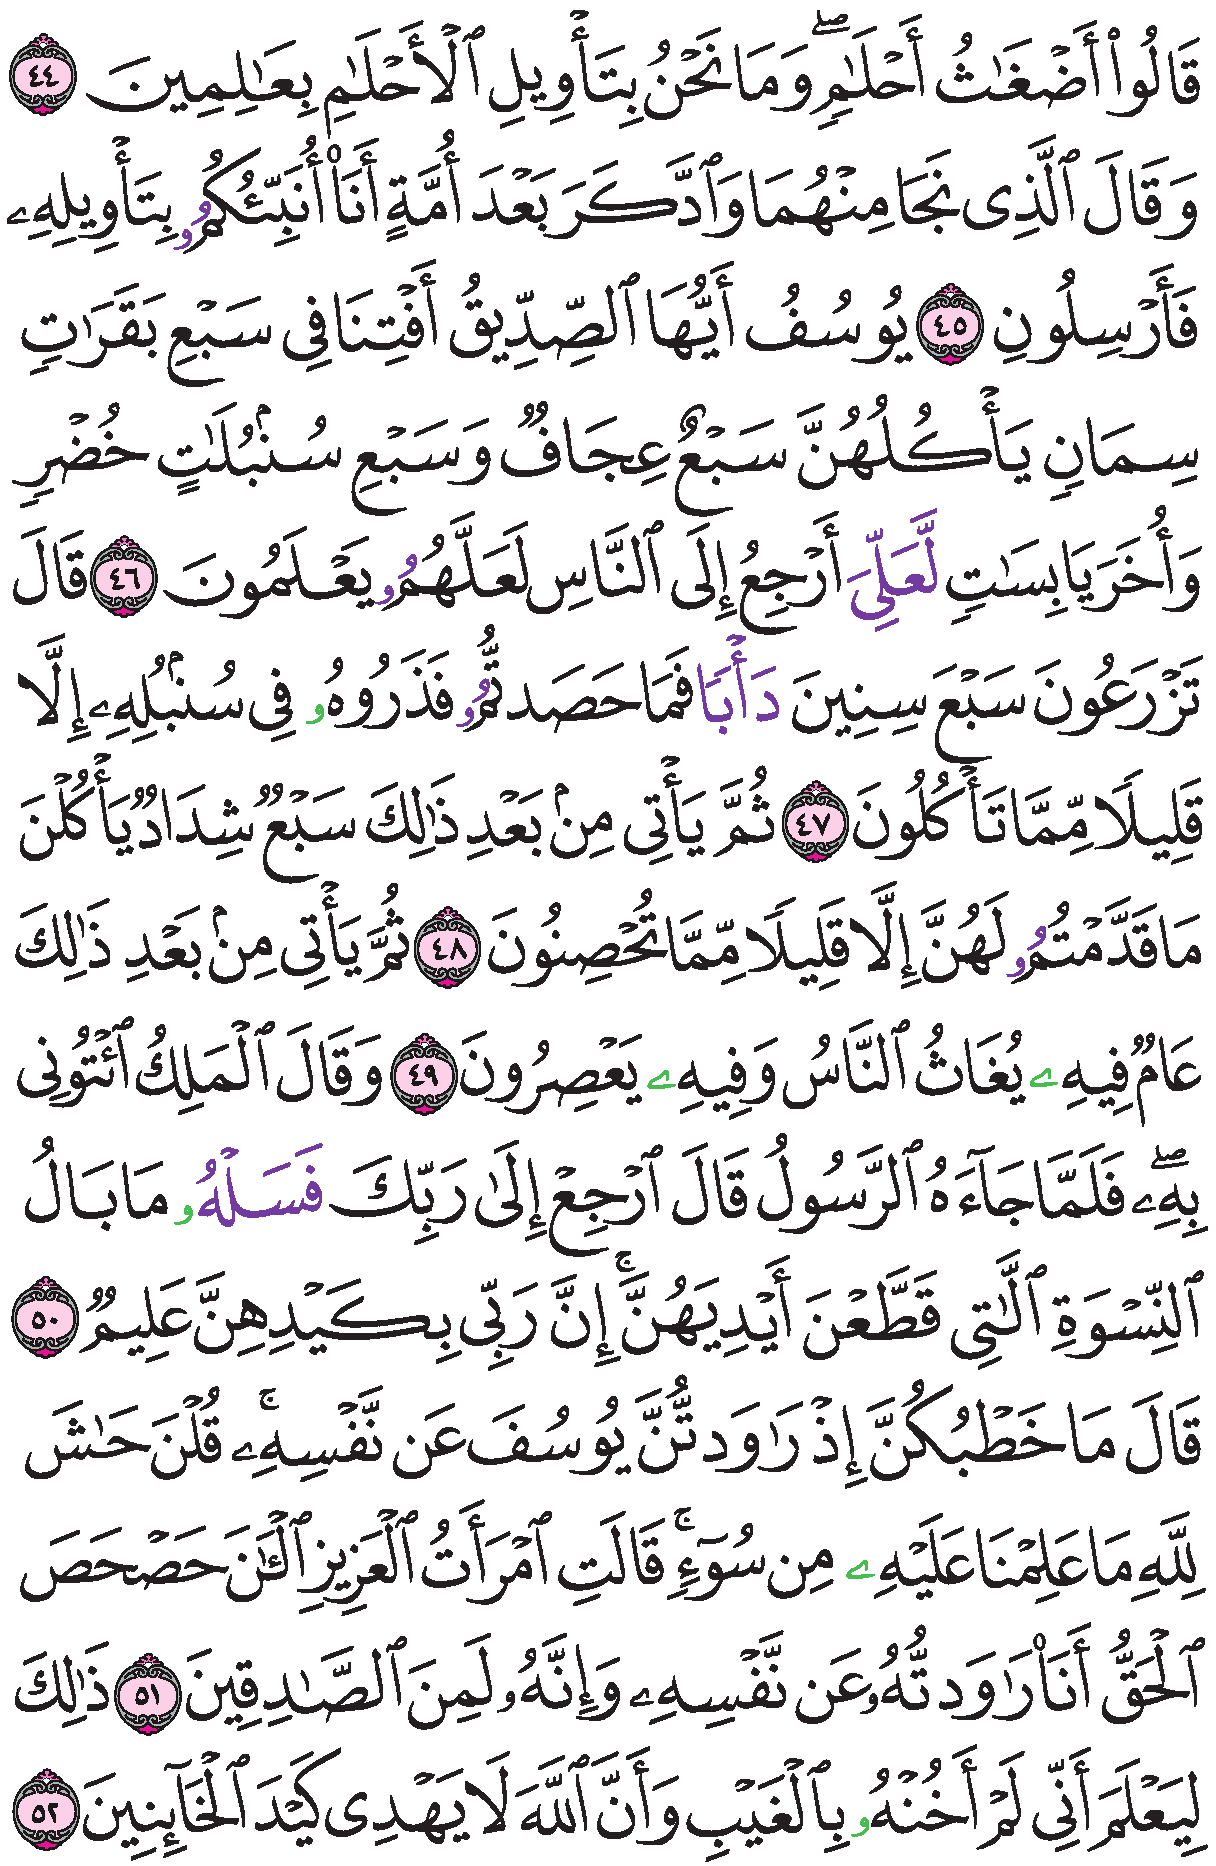 قَالُوٓاْ أَضۡغَٰثُ أَحۡلَٰمٖۖ وَمَا نَحۡنُ بِتَأۡوِيلِ ٱلۡأَحۡلَٰمِ بِعَٰلِمِينَ ٤٤
وَقَالَ ٱلَّذِي نَجَا مِنۡهُمَا وَٱدَّكَرَ بَعۡدَ أُمَّةٍ أَنَا۠ أُنَبِّئُكُمُۥ بِتَأۡوِيلِهِۦ
فَأَرۡسِلُونِ ٤٥ يُوسُفُ أَيُّهَا ٱلصِّدِّيقُ أَفۡتِنَا فِي سَبۡعِ بَقَرَٰتٖ
سِمَانٖ يَأۡكُلُهُنَّ سَبۡعٌ عِجَافٞ وَسَبۡعِ سُنۢبُلَٰتٍ خُضۡرٖ
وَأُخَرَ يَابِسَٰتٖ لَّعَلِّيَ أَرۡجِعُ إِلَى ٱلنَّاسِ لَعَلَّهُمُۥ يَعۡلَمُونَ ٤٦ قَالَ
تَزۡرَعُونَ سَبۡعَ سِنِينَ دَأۡبٗا فَمَا حَصَدتُّمُۥ فَذَرُوهُۥ فِي سُنۢبُلِهِۦ إِلَّا
قَلِيلٗا مِّمَّا تَأۡكُلُونَ ٤٧ ثُمَّ يَأۡتِي مِنۢ بَعۡدِ ذَٰلِكَ سَبۡعٞ شِدَادٞ يَأۡكُلۡنَ
مَا قَدَّمۡتُمُۥ لَهُنَّ إِلَّا قَلِيلٗا مِّمَّا تُحۡصِنُونَ ٤٨ ثُمَّ يَأۡتِي مِنۢ بَعۡدِ ذَٰلِكَ
عَامٞ فِيهِۦ يُغَاثُ ٱلنَّاسُ وَفِيهِۦ يَعۡصِرُونَ ٤٩ وَقَالَ ٱلۡمَلِكُ ٱئۡتُونِي
بِهِۦۖ فَلَمَّا جَآءَهُ ٱلرَّسُولُ قَالَ ٱرۡجِعۡ إِلَىٰ رَبِّكَ فَسَلۡهُۥ مَا بَالُ
ٱلنِّسۡوَةِ ٱلَّٰتِي قَطَّعۡنَ أَيۡدِيَهُنَّۚ إِنَّ رَبِّي بِكَيۡدِهِنَّ عَلِيمٞ ٥٠
قَالَ مَا خَطۡبُكُنَّ إِذۡ رَٰوَدتُّنَّ يُوسُفَ عَن نَّفۡسِهِۦۚ قُلۡنَ حَٰشَ
لِلَّهِ مَا عَلِمۡنَا عَلَيۡهِۦ مِن سُوٓءٖۚ قَالَتِ ٱمۡرَأَتُ ٱلۡعَزِيزِ ٱلۡـَٰٔنَ حَصۡحَصَ
ٱلۡحَقُّ أَنَا۠ رَٰوَدتُّهُۥ عَن نَّفۡسِهِۦ وَإِنَّهُۥ لَمِنَ ٱلصَّٰدِقِينَ ٥١ ذَٰلِكَ
لِيَعۡلَمَ أَنِّي لَمۡ أَخُنۡهُۥ بِٱلۡغَيۡبِ وَأَنَّ ٱللَّهَ لَا يَهۡدِي كَيۡدَ ٱلۡخَآئِنِينَ ٥٢